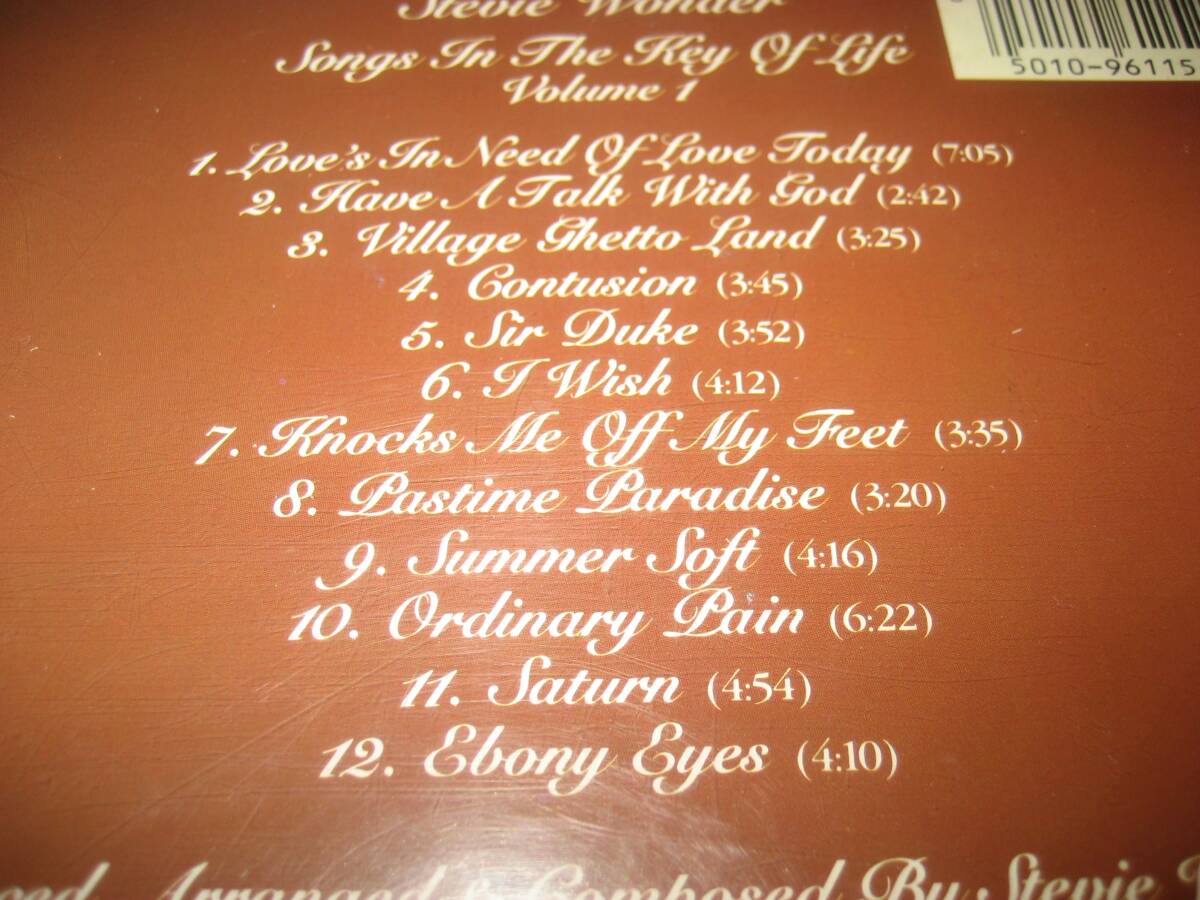 Stevie Wonder
Songs In The Key Of Life
Volume 1
5010-96115
1. Love's In Need Of Love Today (7:05)
2. Have A Talk With God (2:42)
3. Village Ghetto Land (3:25)
4. Contusion (3:45)
5. Sir Duke (3:52)
6. I Wish (4:12)
7. Knocks Me Off My Feet (3:35)
8. Pastime Paradise (3:20)
9. Summer Soft (4:16)
10. Ordinary Pain (6:22)
11. Saturn (4:54)
12. Ebony Eyes (4:10)
Arranged & Composed By Stevie